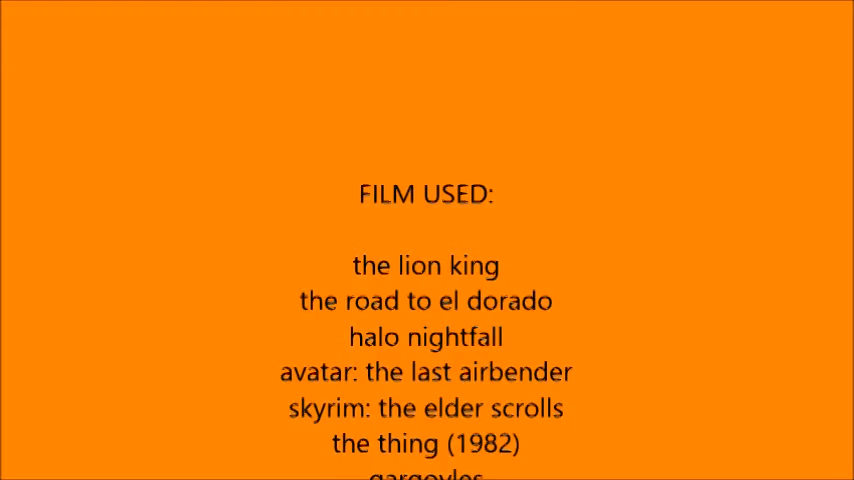 FILM USED:
the lion king
the road to el dorado
halo nightfall
avatar: the last airbender
skyrim: the elder scrolls
the thing (1982)
gargoyles